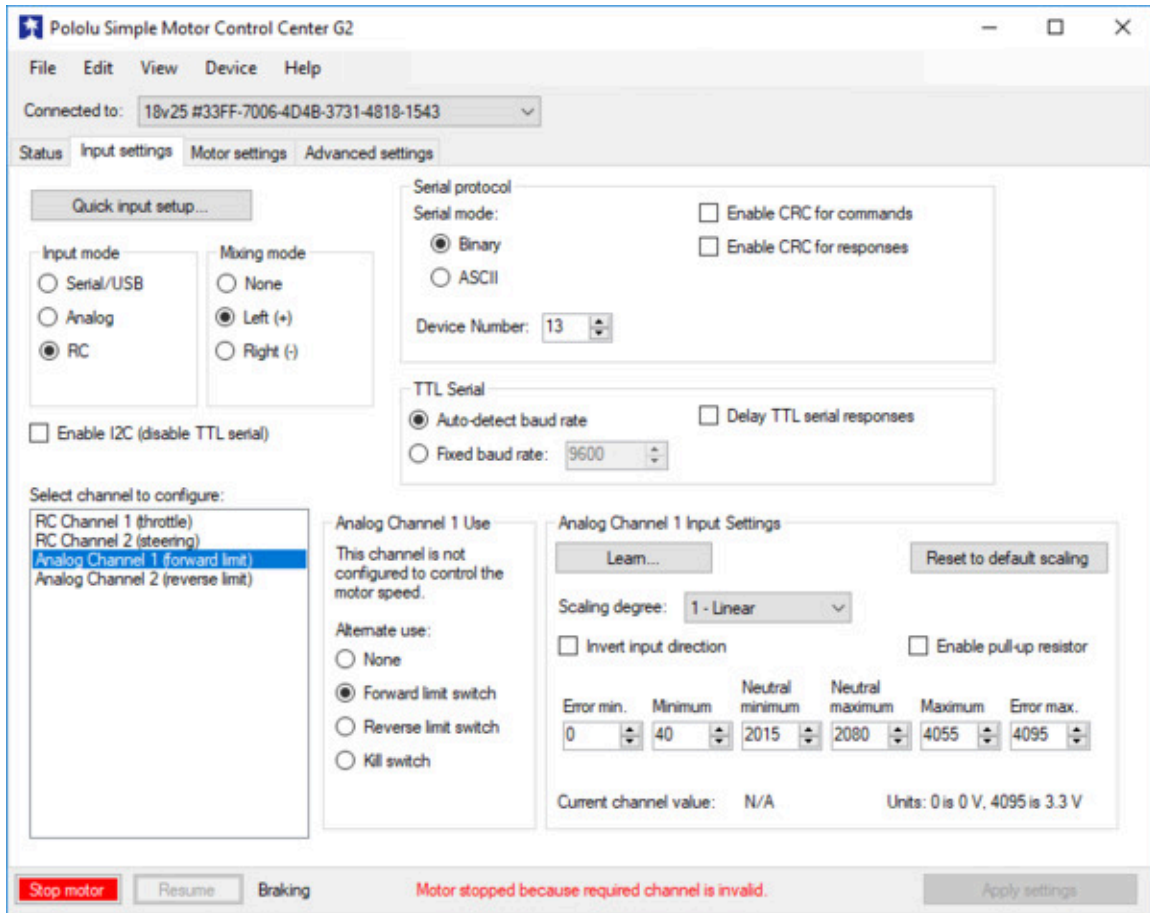 Pololu Simple Motor Control Center G2
File Edit View Device Help
Connected to: 18v25 #33FF-7006-4D4B-3731-4818-1543
Status Input settings Motor settings Advanced settings
Quick input setup...
Input mode
Serial/USB
Analog
RC
Mixing mode
None
Left (+)
Right (-)
Enable I2C (disable TTL serial)
Serial protocol
Serial mode:
Binary
ASCII
Enable CRC for commands
Enable CRC for responses
Device Number: 13
TTL Serial
Auto-detect baud rate
Fixed baud rate: 9600
Delay TTL serial responses
Select channel to configure:
RC Channel 1 (throttle)
RC Channel 2 (steering)
Analog Channel 1 (forward limit)
Analog Channel 2 (reverse limit)
Analog Channel 1 Use
This channel is not
configured to control the
motor speed.
Alternate use:
None
Forward limit switch
Reverse limit switch
Kill switch
Analog Channel 1 Input Settings
Learn... Reset to default scaling
Scaling degree: 1 - Linear
Invert input direction Enable pull-up resistor
Error min. Minimum Neutral minimum Neutral maximum Maximum Error max.
0 40 2015 2080 4055 4095
Current channel value: N/A Units: 0 is 0 V, 4095 is 3.3 V
Stop motor Resume Braking Motor stopped because required channel is invalid. Apply settings